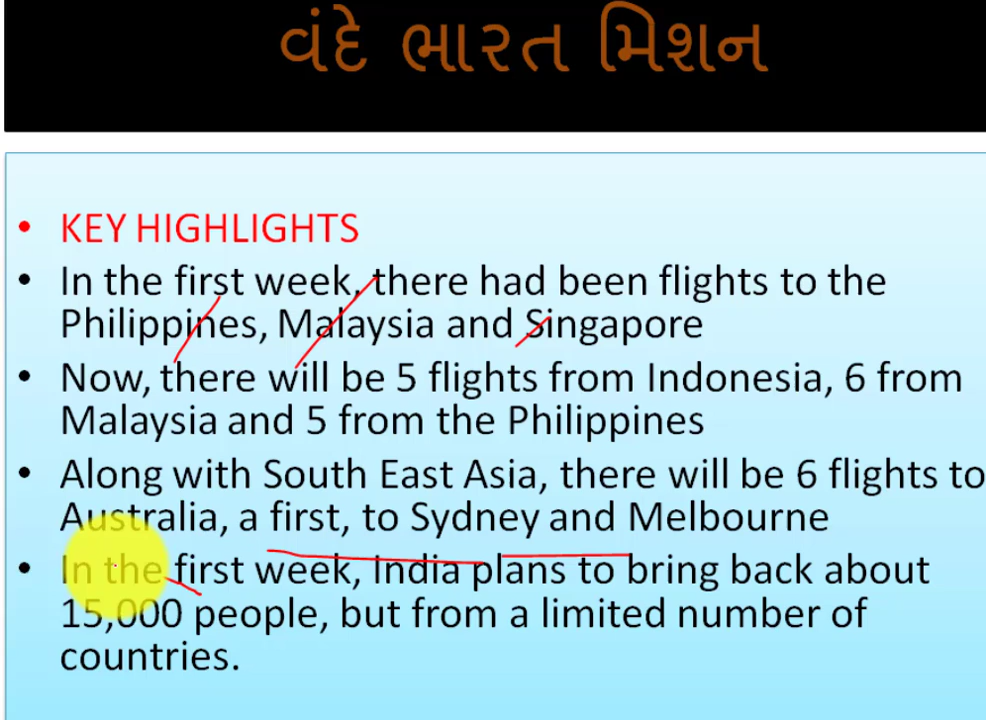 વંદે ભારત મિશન
• KEY HIGHLIGHTS
• In the first week, there had been flights to the
Philippines, Malaysia and Singapore
• Now, there will be 5 flights from Indonesia, 6 from
Malaysia and 5 from the Philippines
• Along with South East Asia, there will be 6 flights to
Australia, a first, to Sydney and Melbourne
• In the first week, India plans to bring back about
15,000 people, but from a limited number of
countries.